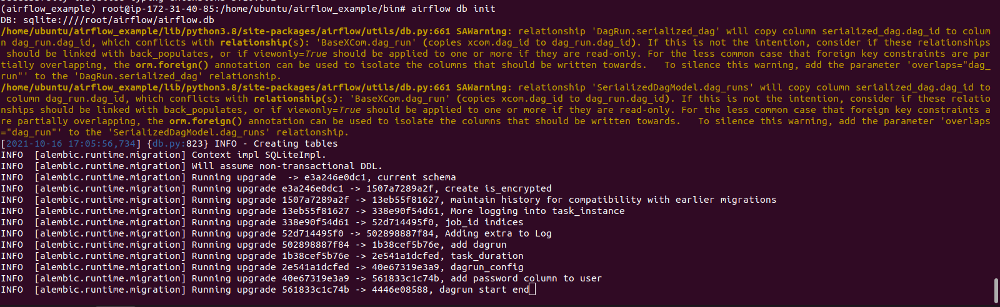 (airflow_example) root@ip-172-31-40-85:/home/ubuntu/airflow_example/bin# airflow db init
DB: sqlite:////root/airflow/airflow.db
/home/ubuntu/airflow_example/lib/python3.8/site-packages/airflow/utils/db.py:661 SAWarning: relationship 'DagRun.serialized_dag' will copy column serialized_dag.dag_id to colum
n dag_run.dag_id, which conflicts with relationship(s): 'BaseXCom.dag_run' (copies xcom.dag_id to dag_run.dag_id). If this is not the intention, consider if these relationships
 should be linked with back_populates, or if viewonly=True should be applied to one or more if they are read-only. For the less common case that foreign key constraints are par
tially overlapping, the orm.foreign() annotation can be used to isolate the columns that should be written towards.   To silence this warning, add the parameter 'overlaps="dag_
run"' to the 'DagRun.serialized_dag' relationship.
/home/ubuntu/airflow_example/lib/python3.8/site-packages/airflow/utils/db.py:661 SAWarning: relationship 'SerializedDagModel.dag_runs' will copy column serialized_dag.dag_id to
 column dag_run.dag_id, which conflicts with relationship(s): 'BaseXCom.dag_run' (copies xcom.dag_id to dag_run.dag_id). If this is not the intention, consider if these relatio
nships should be linked with back_populates, or if viewonly=True should be applied to one or more if they are read-only. For the less common case that foreign key constraints a
re partially overlapping, the orm.foreign() annotation can be used to isolate the columns that should be written towards.   To silence this warning, add the parameter 'overlaps
="dag_run"' to the 'SerializedDagModel.dag_runs' relationship.
[2021-10-16 17:05:56,734] {db.py:823} INFO - Creating tables
INFO  [alembic.runtime.migration] Context impl SQLiteImpl.
INFO  [alembic.runtime.migration] Will assume non-transactional DDL.
INFO  [alembic.runtime.migration] Running upgrade  -> e3a246e0dc1, current schema
INFO  [alembic.runtime.migration] Running upgrade e3a246e0dc1 -> 1507a7289a2f, create is_encrypted
INFO  [alembic.runtime.migration] Running upgrade 1507a7289a2f -> 13eb55f81627, maintain history for compatibility with earlier migrations
INFO  [alembic.runtime.migration] Running upgrade 13eb55f81627 -> 338e90f54d61, More logging into task_instance
INFO  [alembic.runtime.migration] Running upgrade 338e90f54d61 -> 52d714495f0, job_id indices
INFO  [alembic.runtime.migration] Running upgrade 52d714495f0 -> 502898887f84, Adding extra to Log
INFO  [alembic.runtime.migration] Running upgrade 502898887f84 -> 1b38cef5b76e, add dagrun
INFO  [alembic.runtime.migration] Running upgrade 1b38cef5b76e -> 2e541a1dcfed, task_duration
INFO  [alembic.runtime.migration] Running upgrade 2e541a1dcfed -> 40e67319e3a9, dagrun_config
INFO  [alembic.runtime.migration] Running upgrade 40e67319e3a9 -> 561833c1c74b, add password column to user
INFO  [alembic.runtime.migration] Running upgrade 561833c1c74b -> 4446e08588, dagrun start end